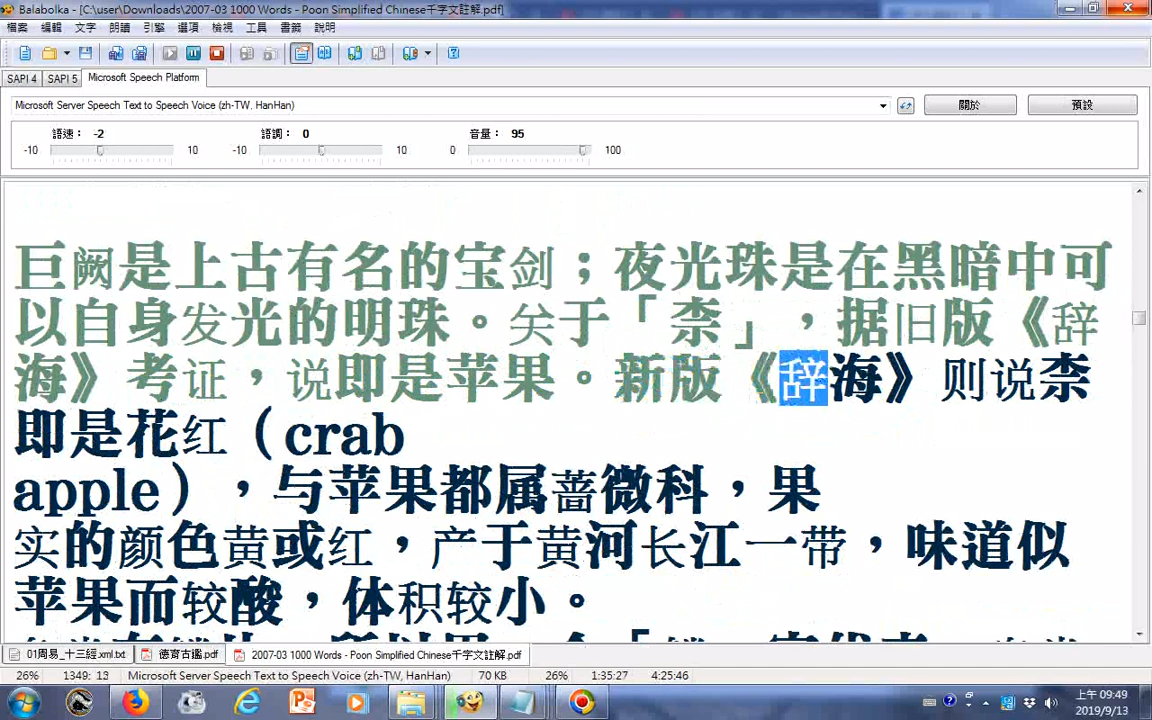 Balabolka - [C:\user\Downloads\2007-03 1000 Words - Poon Simplified Chinese千字文註解.pdf]
檔案 編輯 文字 朗讀 引擎 選項 檢視 工具 書籤 說明
SAPI 4 SAPI 5 Microsoft Speech Platform
Microsoft Server Speech Text to Speech Voice (zh-TW, HanHan) 關於 預設
語速： -2 語調： 0 音量： 95
-10 10 -10 10 0 100
巨阙是上古有名的宝剑；夜光珠是在黑暗中可
以自身发光的明珠。关于「柰」，据旧版《辞
海》考证，说即是苹果。新版《辞海》则说柰
即是花红（crab
apple），与苹果都属蔷微科，果
实的颜色黄或红，产于黄河长江一带，味道似
苹果而较酸，体积较小。
01周易_十三經.xml.txt 德育古鑑.pdf 2007-03 1000 Words - Poon Simplified Chinese千字文註解.pdf
26% 1349: 13 Microsoft Server Speech Text to Speech Voice (zh-TW, HanHan) 70 KB 26% 1:35:27 4:25:46
上午 09:49
2019/9/13